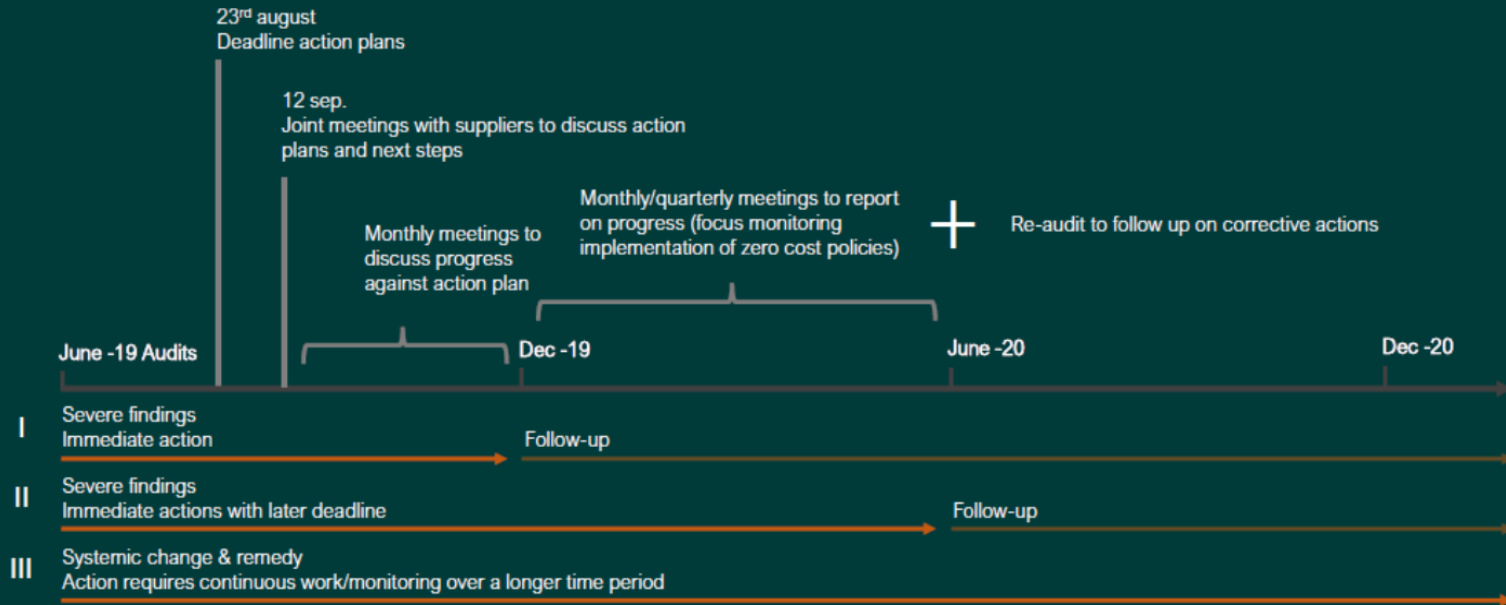 23rd august
Deadline action plans
12 sep.
Joint meetings with suppliers to discuss action
plans and next steps
Monthly meetings to
discuss progress
against action plan
Monthly/quarterly meetings to report
on progress (focus monitoring
implementation of zero cost policies)
+
Re-audit to follow up on corrective actions
June -19 Audits
Dec -19
June -20
Dec -20
I
Severe findings
Immediate action
Follow-up
II
Severe findings
Immediate actions with later deadline
Follow-up
III
Systemic change & remedy
Action requires continuous work/monitoring over a longer time period